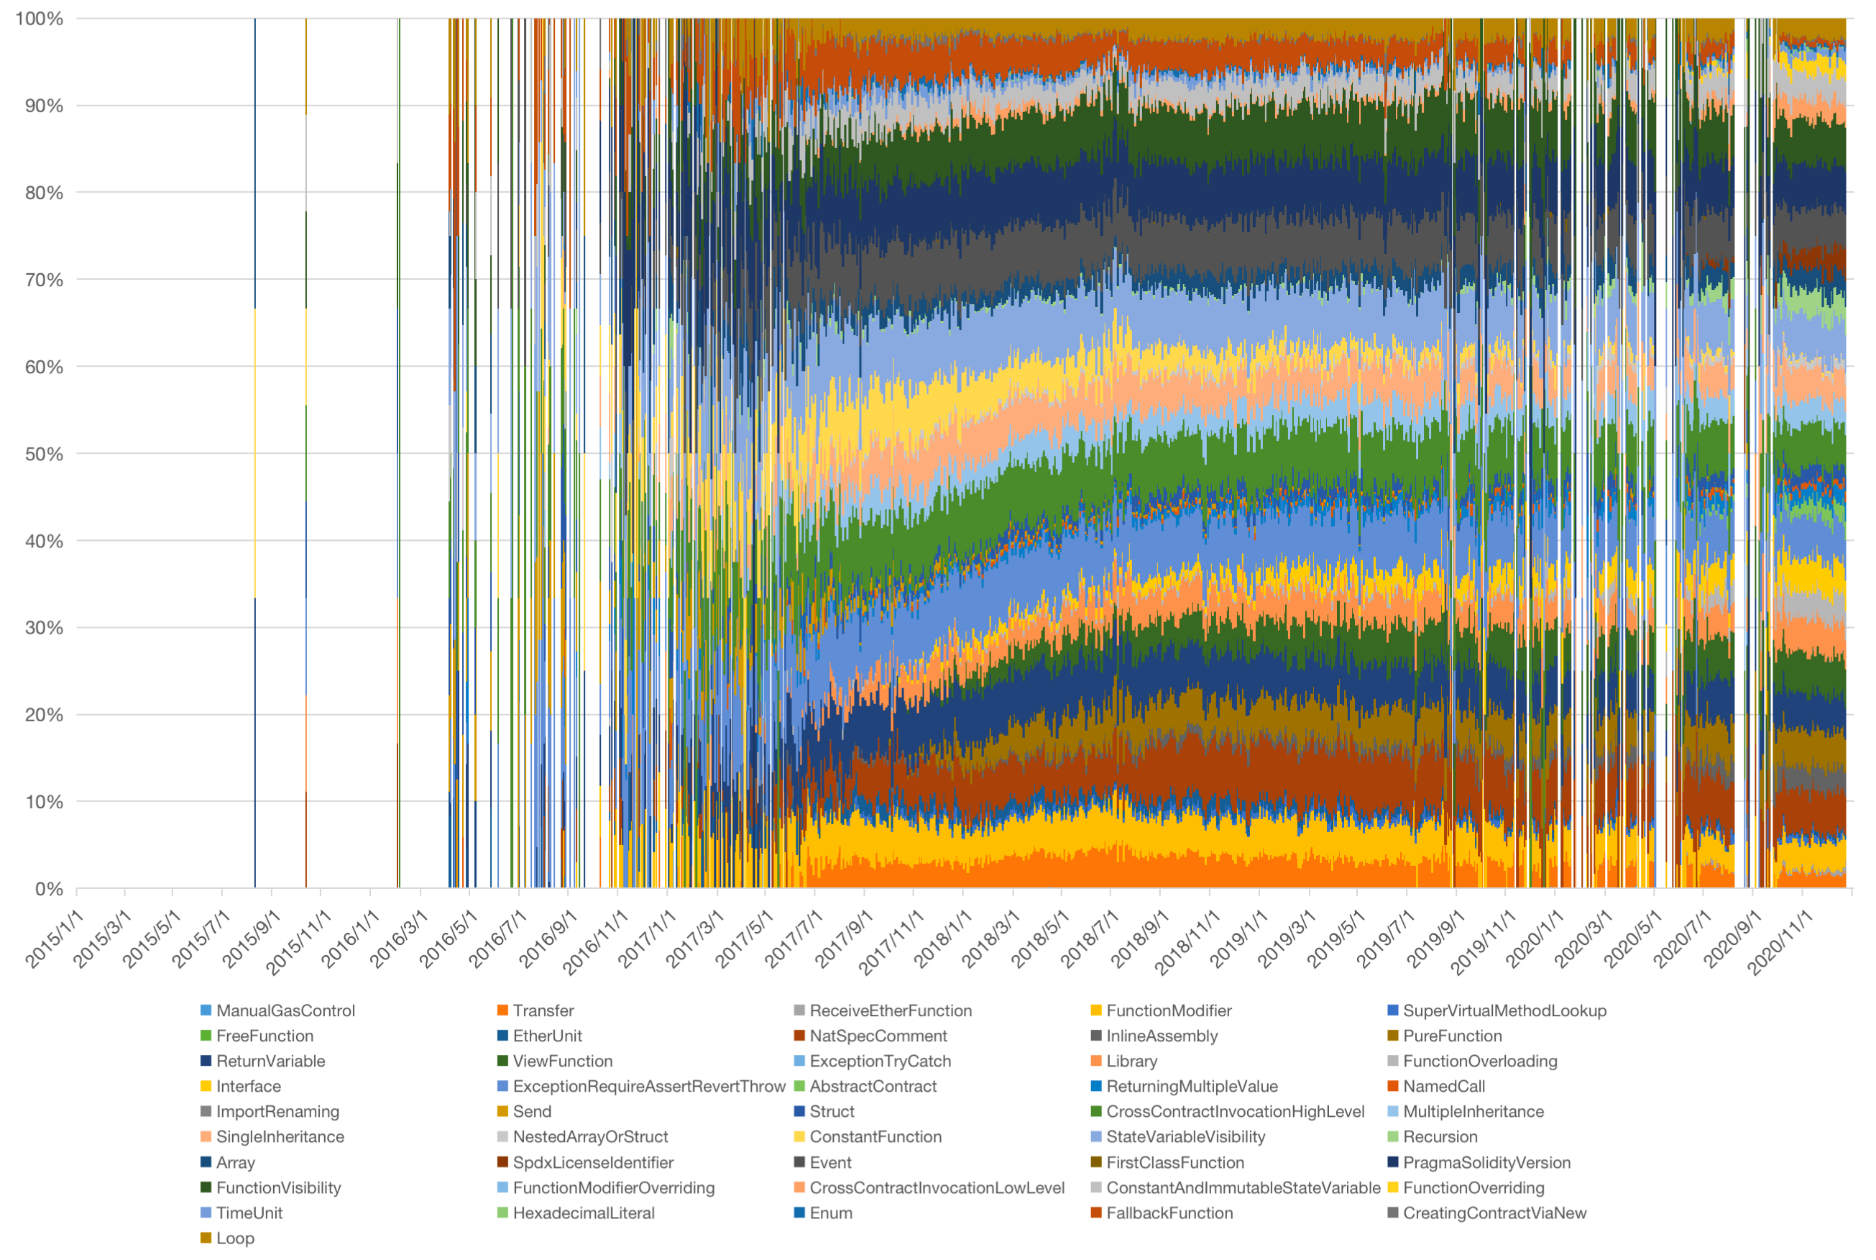 100%
90%
80%
70%
60%
50%
40%
30%
20%
10%
0%
2015/1/1 2015/3/1 2015/5/1 2015/7/1 2015/9/1 2015/11/1 2016/1/1 2016/3/1 2016/5/1 2016/7/1 2016/9/1 2016/11/1 2017/1/1 2017/3/1 2017/5/1 2017/7/1 2017/9/1 2017/11/1 2018/1/1 2018/3/1 2018/5/1 2018/7/1 2018/9/1 2018/11/1 2019/1/1 2019/3/1 2019/5/1 2019/7/1 2019/9/1 2019/11/1 2020/1/1 2020/3/1 2020/5/1 2020/7/1 2020/9/1 2020/11/1
ManualGasControl Transfer ReceiveEtherFunction FunctionModifier SuperVirtualMethodLookup
FreeFunction EtherUnit NatSpecComment InlineAssembly PureFunction
ReturnVariable ViewFunction ExceptionTryCatch Library FunctionOverloading
Interface ExceptionRequireAssertRevertThrow AbstractContract ReturningMultipleValue NamedCall
ImportRenaming Send Struct CrossContractInvocationHighLevel MultipleInheritance
SingleInheritance NestedArrayOrStruct ConstantFunction StateVariableVisibility Recursion
Array SpdxLicenseIdentifier Event FirstClassFunction PragmaSolidityVersion
FunctionVisibility FunctionModifierOverriding CrossContractInvocationLowLevel ConstantAndImmutableStateVariable FunctionOverriding
TimeUnit HexadecimalLiteral Enum FallbackFunction CreatingContractViaNew
Loop